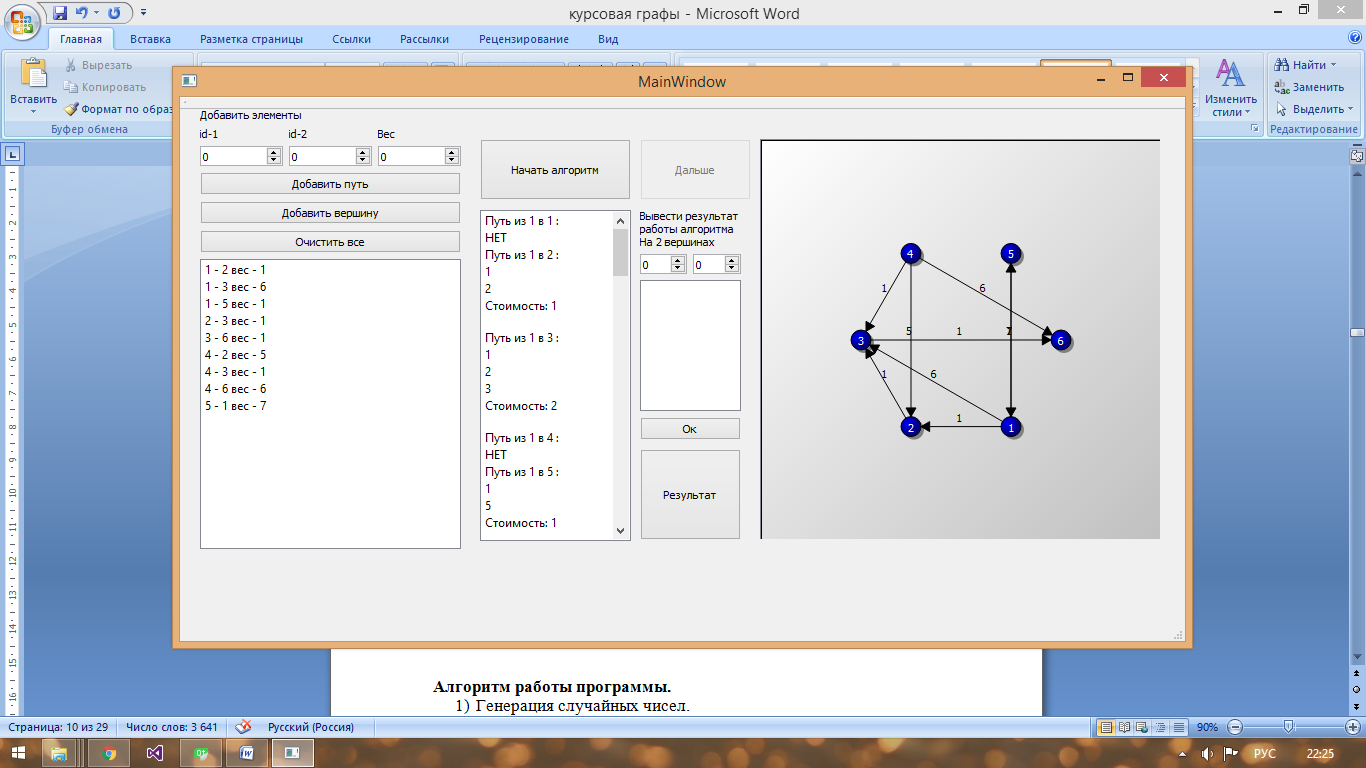 курсовая графы - Microsoft Word
Главная
Вставка
Разметка страницы
Ссылки
Рассылки
Рецензирование
Вид
Вставить
Вырезать
Копировать
Формат по образ
Буфер обмена
Изменить
стили
Найти
Заменить
Выделить
Редактирование
MainWindow
Добавить элементы
id-1
id-2
Вес
0
0
0
Добавить путь
Добавить вершину
Очистить все
1 - 2 вес - 1
1 - 3 вес - 6
1 - 5 вес - 1
2 - 3 вес - 1
3 - 6 вес - 1
4 - 2 вес - 5
4 - 3 вес - 1
4 - 6 вес - 6
5 - 1 вес - 7
Начать алгоритм
Дальше
Путь из 1 в 1 :
НЕТ
Путь из 1 в 2 :
1
2
Стоимость: 1
Путь из 1 в 3 :
1
2
3
Стоимость: 2
Путь из 1 в 4 :
НЕТ
Путь из 1 в 5 :
1
5
Стоимость: 1
Вывести результат
работы алгоритма
На 2 вершинах
0
0
Ок
Результат
4
5
1
6
3
5
1
6
1
6
2
1
1
Алгоритм работы программы.
1) Генерация случайных чисел.
Страница: 10 из 29
Число слов: 3 641
Русский (Россия)
90%
РУС
22:25